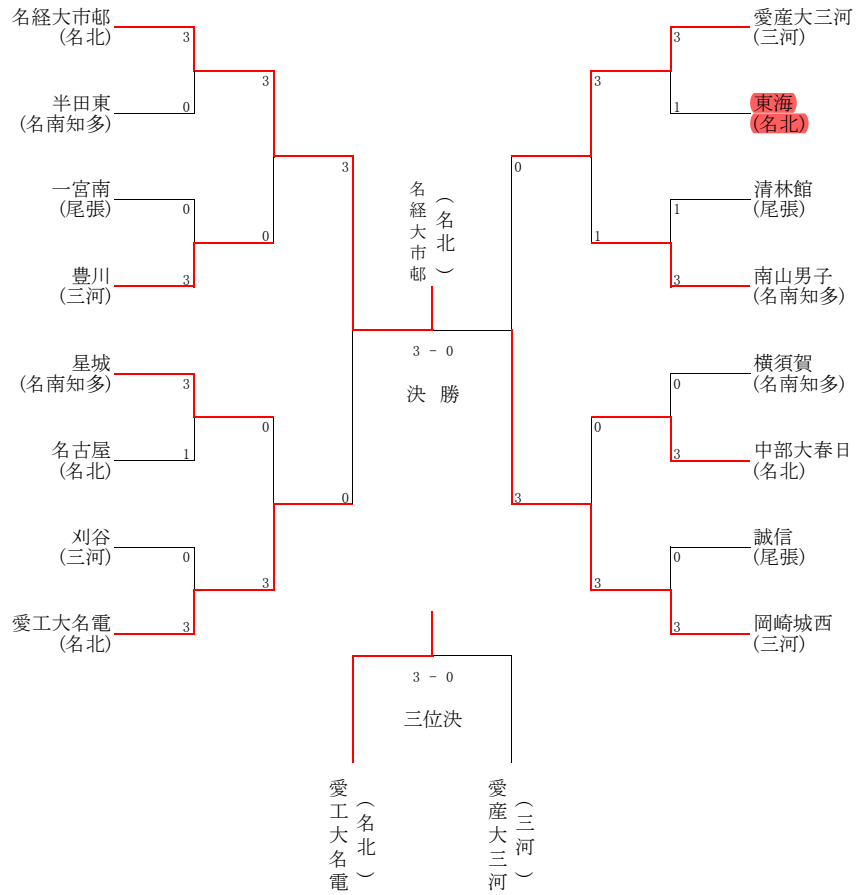 名経大市邨
(名北)
3
3
半田東
(名南知多)
0
3
一宮南
(尾張)
0
0
豊川
(三河)
3
星城
(名南知多)
3
0
名古屋
(名北)
1
0
刈谷
(三河)
0
3
愛工大名電
(名北)
3
名経大市邨
(名北)
3 - 0
決 勝
愛産大三河
(三河)
3
3
東海
(名北)
1
0
清林館
(尾張)
1
1
南山男子
(名南知多)
3
横須賀
(名南知多)
0
0
中部大春日
(名北)
3
3
誠信
(尾張)
0
3
岡崎城西
(三河)
3
3 - 0
三位決
愛工大名電
(名北)
愛産大三河
(三河)